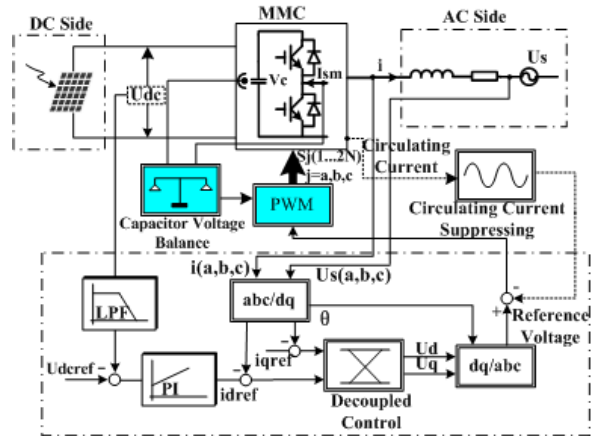 DC Side
MMC
AC Side
Udc
Vc
Ism
i
Us
Sj(1...2N)
j=a,b,c
Circulating
Current
PWM
Capacitor Voltage
Balance
Circulating Current
Suppressing
i(a,b,c)
Us(a,b,c)
LPF
abc/dq
θ
Reference
Voltage
-
+
Udcref
-
PI
idref
-
iqref
-
Decoupled
Control
Ud
Uq
dq/abc